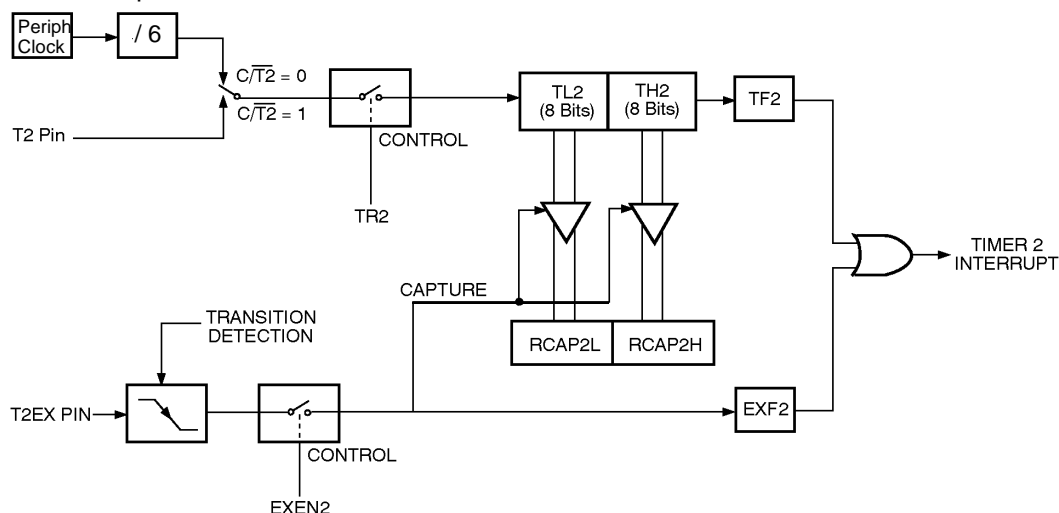 Periph
Clock
/ 6
C/T2 = 0
C/T2 = 1
T2 Pin
CONTROL
TR2
TL2
(8 Bits)
TH2
(8 Bits)
TF2
TIMER 2
INTERRUPT
CAPTURE
TRANSITION
DETECTION
RCAP2L
RCAP2H
T2EX PIN
EXF2
CONTROL
EXEN2